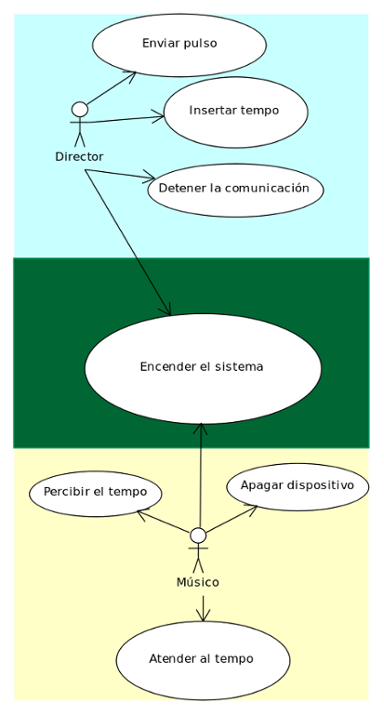 Enviar pulso
Insertar tempo
Director
Detener la comunicación
Encender el sistema
Percibir el tempo
Apagar dispositivo
Músico
Atender al tempo